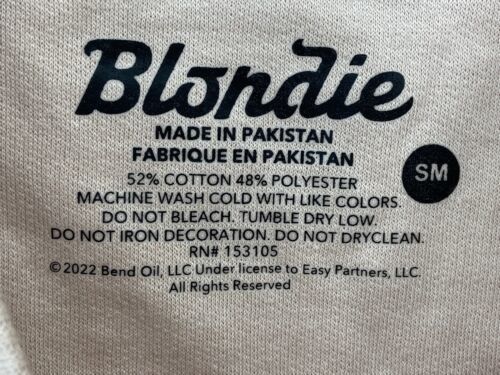 Blondie
MADE IN PAKISTAN
FABRIQUE EN PAKISTAN
SM
52% COTTON 48% POLYESTER
MACHINE WASH COLD WITH LIKE COLORS.
DO NOT BLEACH. TUMBLE DRY LOW.
DO NOT IRON DECORATION. DO NOT DRYCLEAN.
RN# 153105
©2022 Bend Oil, LLC Under license to Easy Partners, LLC.
All Rights Reserved